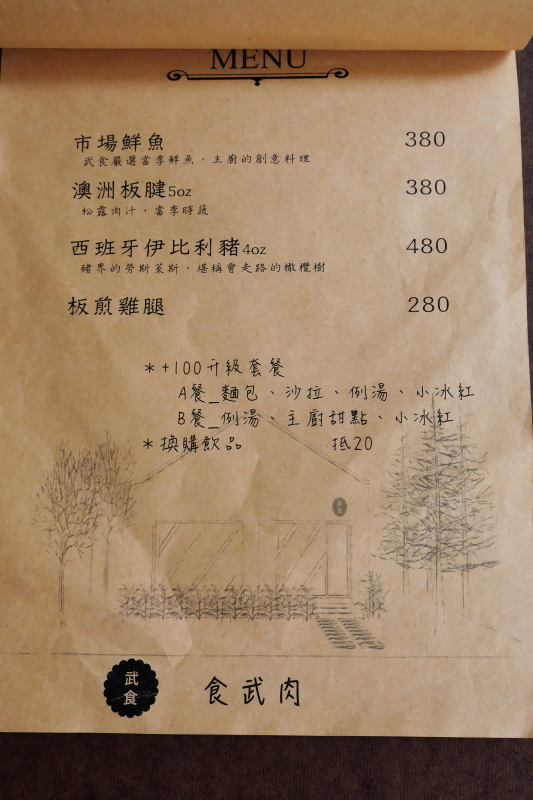 MENU
市場鮮魚 380
武食嚴選當季鮮魚．主廚的創意料理
澳洲板腱5oz 380
松露肉汁、當季時蔬
西班牙伊比利豬4oz 480
豬界的勞斯萊斯，堪稱會走路的橄欖樹
板煎雞腿 280
*+100升級套餐
A餐_麵包、沙拉、例湯、小冰紅
B餐_例湯、主廚甜點、小冰紅
*換購飲品 抵20
武食
武食
食武肉